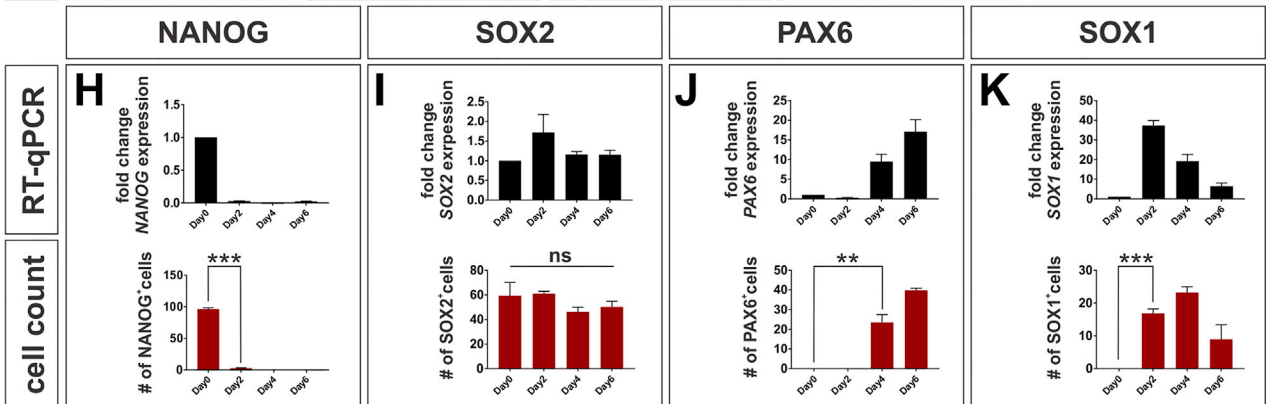 NANOG
SOX2
PAX6
SOX1
RT-qPCR
H
fold change
NANOG expression
1.5
1.0
0.5
0.0
Day0 Day2 Day4 Day6
I
fold change
SOX2 exrpession
2.5
2.0
1.5
1.0
0.5
0.0
Day0 Day2 Day4 Day6
J
fold change
PAX6 expression
25
20
15
10
5
0
Day0 Day2 Day4 Day6
K
fold change
SOX1 expression
50
40
30
20
10
0
Day0 Day2 Day4 Day6
cell count
# of NANOG+cells
150
100
50
0
***
Day0 Day2 Day4 Day6
# of SOX2+cells
80
60
40
20
0
ns
Day0 Day2 Day4 Day6
# of PAX6+cells
50
40
30
20
10
0
**
Day0 Day2 Day4 Day6
# of SOX1+cells
30
20
10
0
***
Day0 Day2 Day4 Day6